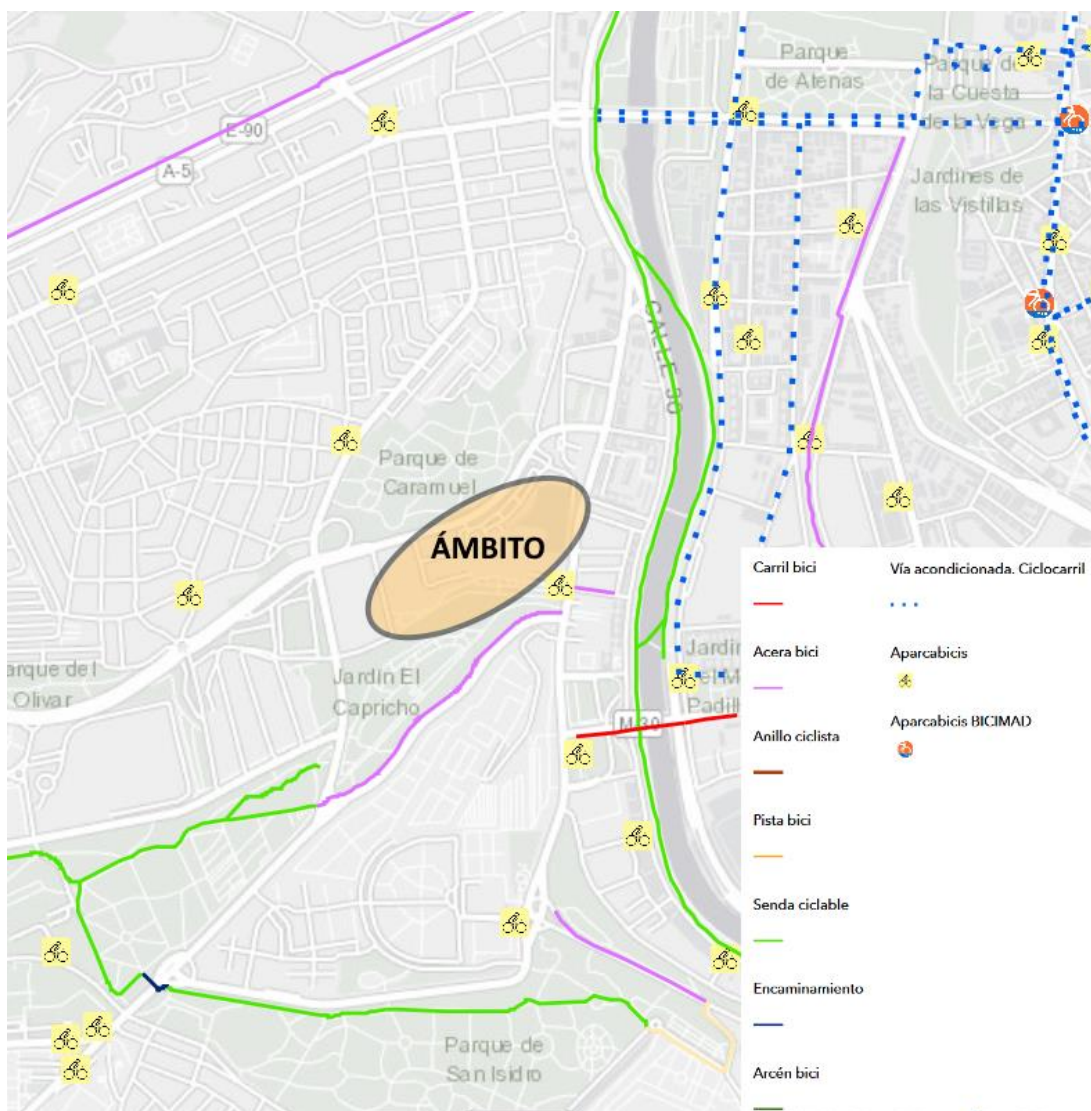 Parque
de Atenas
Parque de
la Cuesta
de la Vega
E-90
A-5
Jardines de
las Vistillas
CALLE 30
Parque de
Caramuel
ÁMBITO
Jardín El
Capricho
arque del
Olivar
Jardín
el M
Padill
M-30
Parque de
San Isidro
Carril bici
Vía acondicionada. Ciclocarril
Acera bici
Aparcabicis
Anillo ciclista
Aparcabicis BICIMAD
Pista bici
Senda ciclable
Encaminamiento
Arcén bici